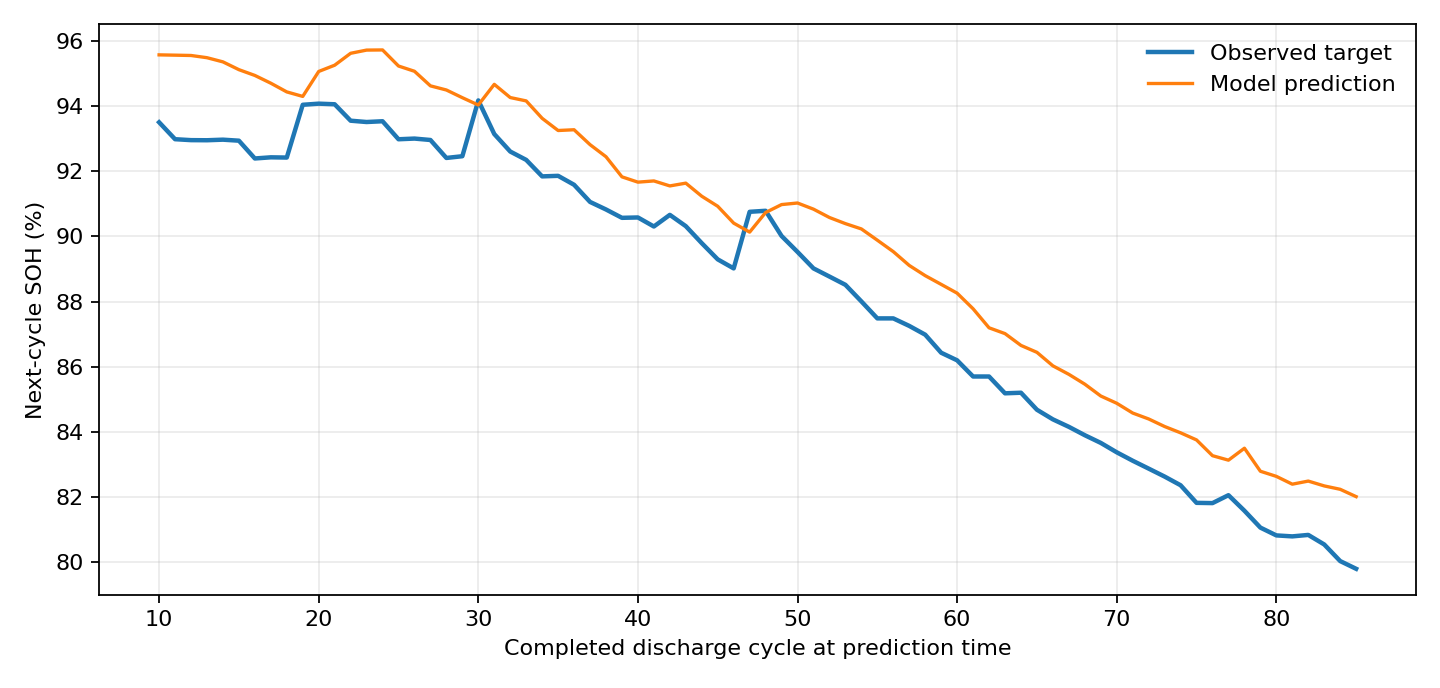 96
94
92
90
88
86
84
82
80
Next-cycle SOH (%)
Observed target
Model prediction
10 20 30 40 50 60 70 80
Completed discharge cycle at prediction time